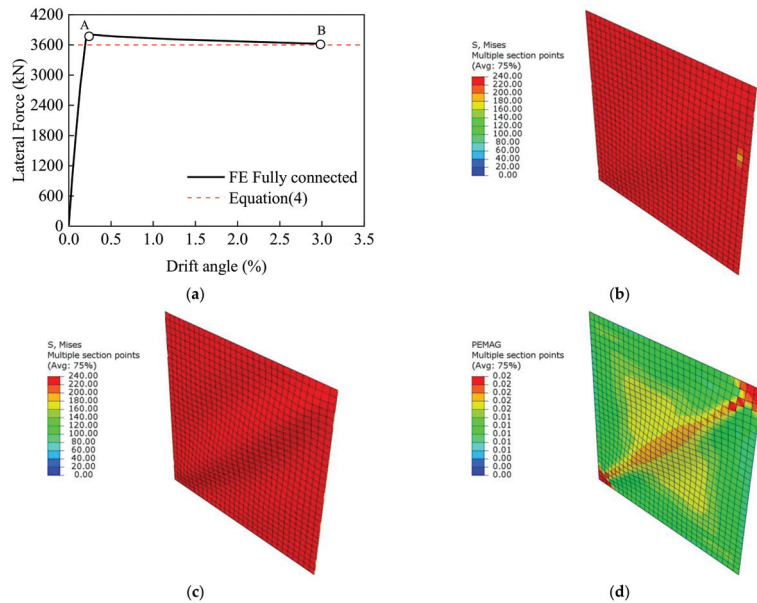 4200
3600
3000
2400
1800
1200
600
0
Lateral Force (kN)
A
B
FE Fully connected
Equation(4)
0.0 0.5 1.0 1.5 2.0 2.5 3.0 3.5
Drift angle (%)
(a)
S, Mises
Multiple section points
(Avg: 75%)
240.00
220.00
200.00
180.00
160.00
140.00
120.00
100.00
80.00
60.00
40.00
20.00
0.00
(b)
S, Mises
Multiple section points
(Avg: 75%)
240.00
220.00
200.00
180.00
160.00
140.00
120.00
100.00
80.00
60.00
40.00
20.00
0.00
(c)
PEMAG
Multiple section points
(Avg: 75%)
0.02
0.02
0.02
0.02
0.02
0.01
0.01
0.01
0.01
0.01
0.01
0.00
0.00
(d)